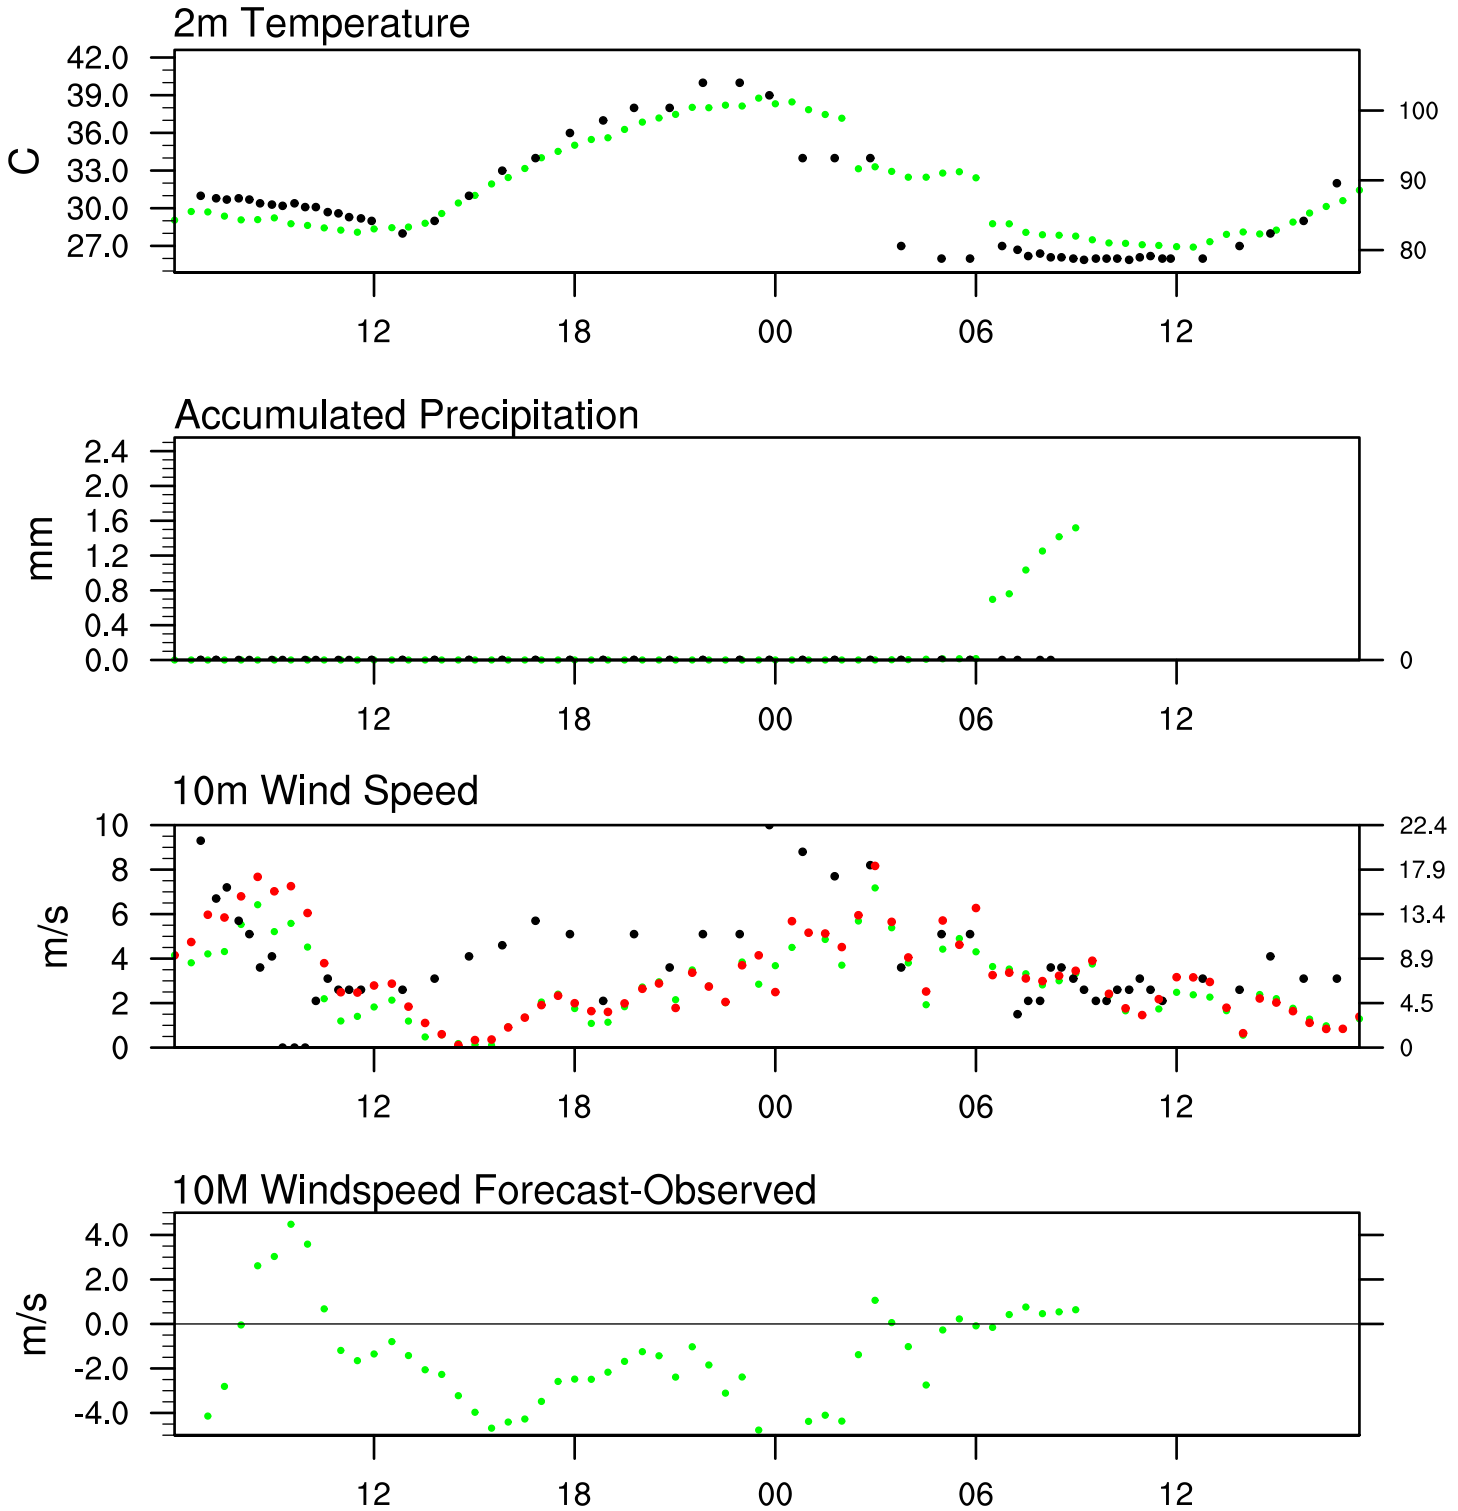 2m Temperature
42.0
39.0
36.0
33.0
30.0
27.0
C
100
90
80
12 18 00 06 12
Accumulated Precipitation
2.4
2.0
1.6
1.2
0.8
0.4
0.0
mm
0
12 18 00 06 12
10m Wind Speed
10
8
6
4
2
0
m/s
22.4
17.9
13.4
8.9
4.5
0
12 18 00 06 12
10M Windspeed Forecast-Observed
4.0
2.0
0.0
-2.0
-4.0
m/s
12 18 00 06 12